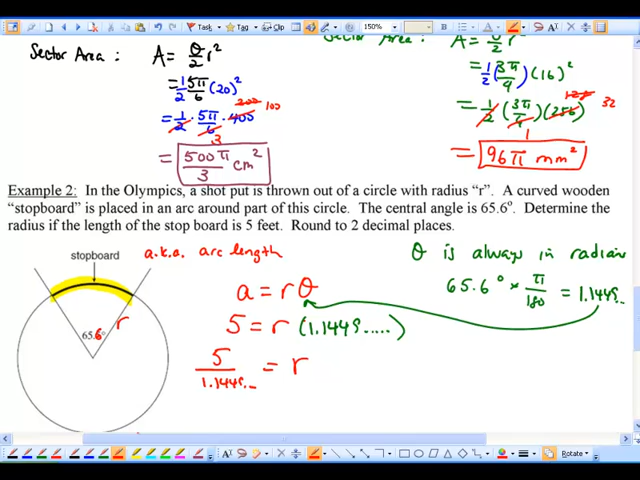 Task
150%
Sector Area :
A = θ/2 r²
= 1/2 5π/6 (20)²
= 1/2 · 5π/6 · 400 200 100
3
= 500π/3 cm²
Sector Area :
A = θ/2 r²
= 1/2 (3π/4)(16)²
= 1/2 (3π/4)(256) 128 32
1
= 96π mm²
Example 2: In the Olympics, a shot put is thrown out of a circle with radius "r". A curved wooden
"stopboard" is placed in an arc around part of this circle. The central angle is 65.6°. Determine the
radius if the length of the stop board is 5 feet. Round to 2 decimal places.
stopboard
a.k.a. arc length
65.6°
r
a = rθ
5 = r (1.1449.....)
5/1.1449... = r
θ is always in radian
65.6° × π/180 = 1.1449...
Rotate